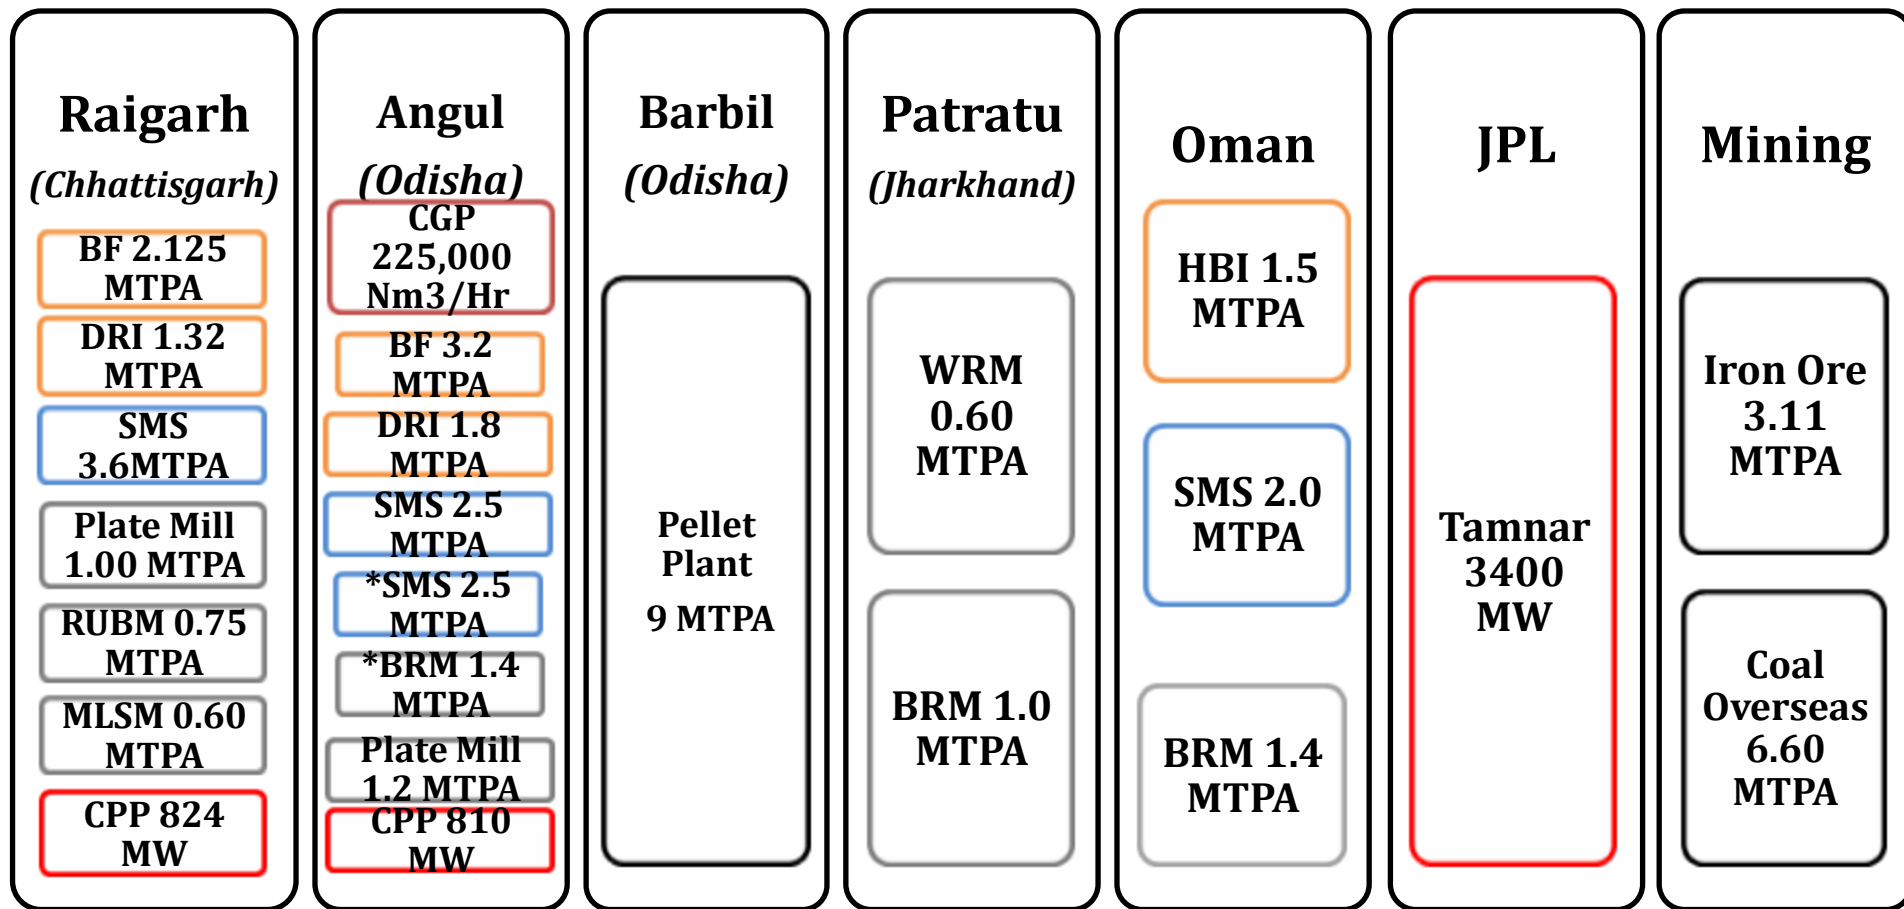 Raigarh
(Chhattisgarh)
BF 2.125
MTPA
DRI 1.32
MTPA
SMS
3.6MTPA
Plate Mill
1.00 MTPA
RUBM 0.75
MTPA
MLSM 0.60
MTPA
CPP 824
MW
Angul
(Odisha)
CGP
225,000
Nm3/Hr
BF 3.2
MTPA
DRI 1.8
MTPA
SMS 2.5
MTPA
*SMS 2.5
MTPA
*BRM 1.4
MTPA
Plate Mill
1.2 MTPA
CPP 810
MW
Barbil
(Odisha)
Pellet
Plant
9 MTPA
Patratu
(Jharkhand)
WRM
0.60
MTPA
BRM 1.0
MTPA
Oman
HBI 1.5
MTPA
SMS 2.0
MTPA
BRM 1.4
MTPA
JPL
Tamnar
3400
MW
Mining
Iron Ore
3.11
MTPA
Coal
Overseas
6.60
MTPA